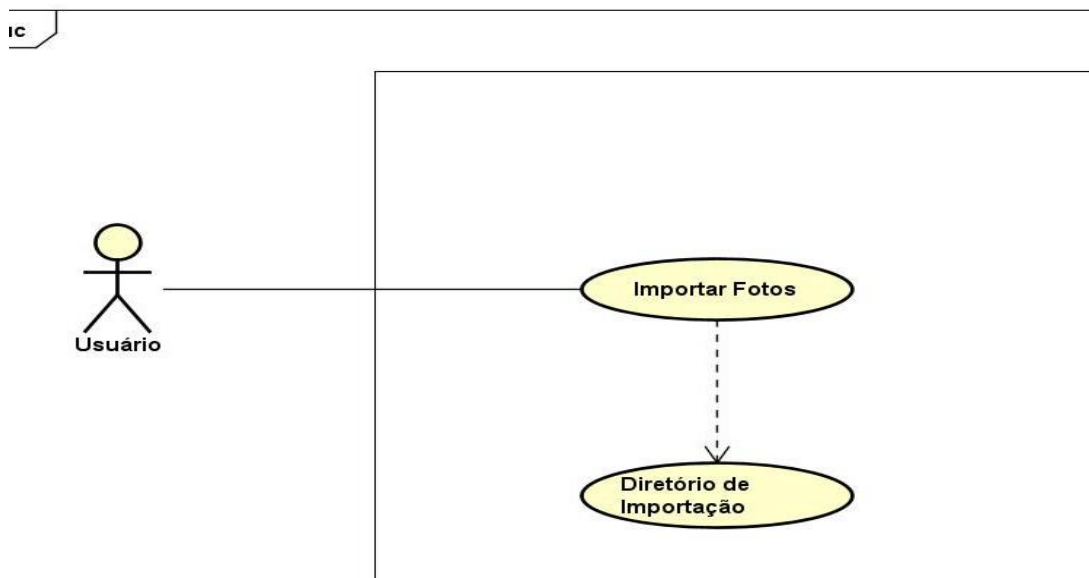 uc
Importar Fotos
Usuário
Diretório de
Importação